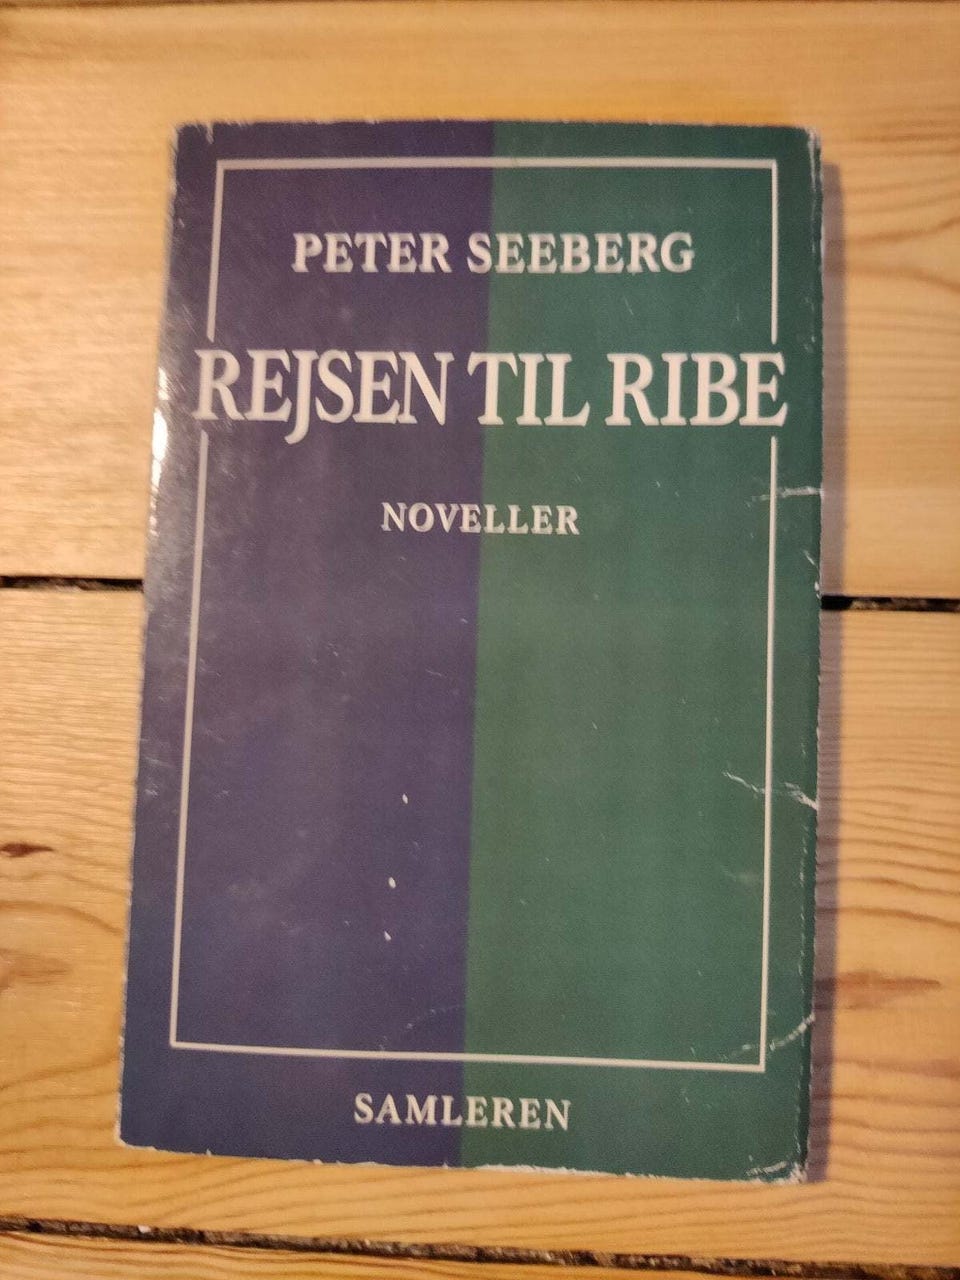 PETER SEEBERG
REJSEN TIL RIBE
NOVELLER
SAMLEREN